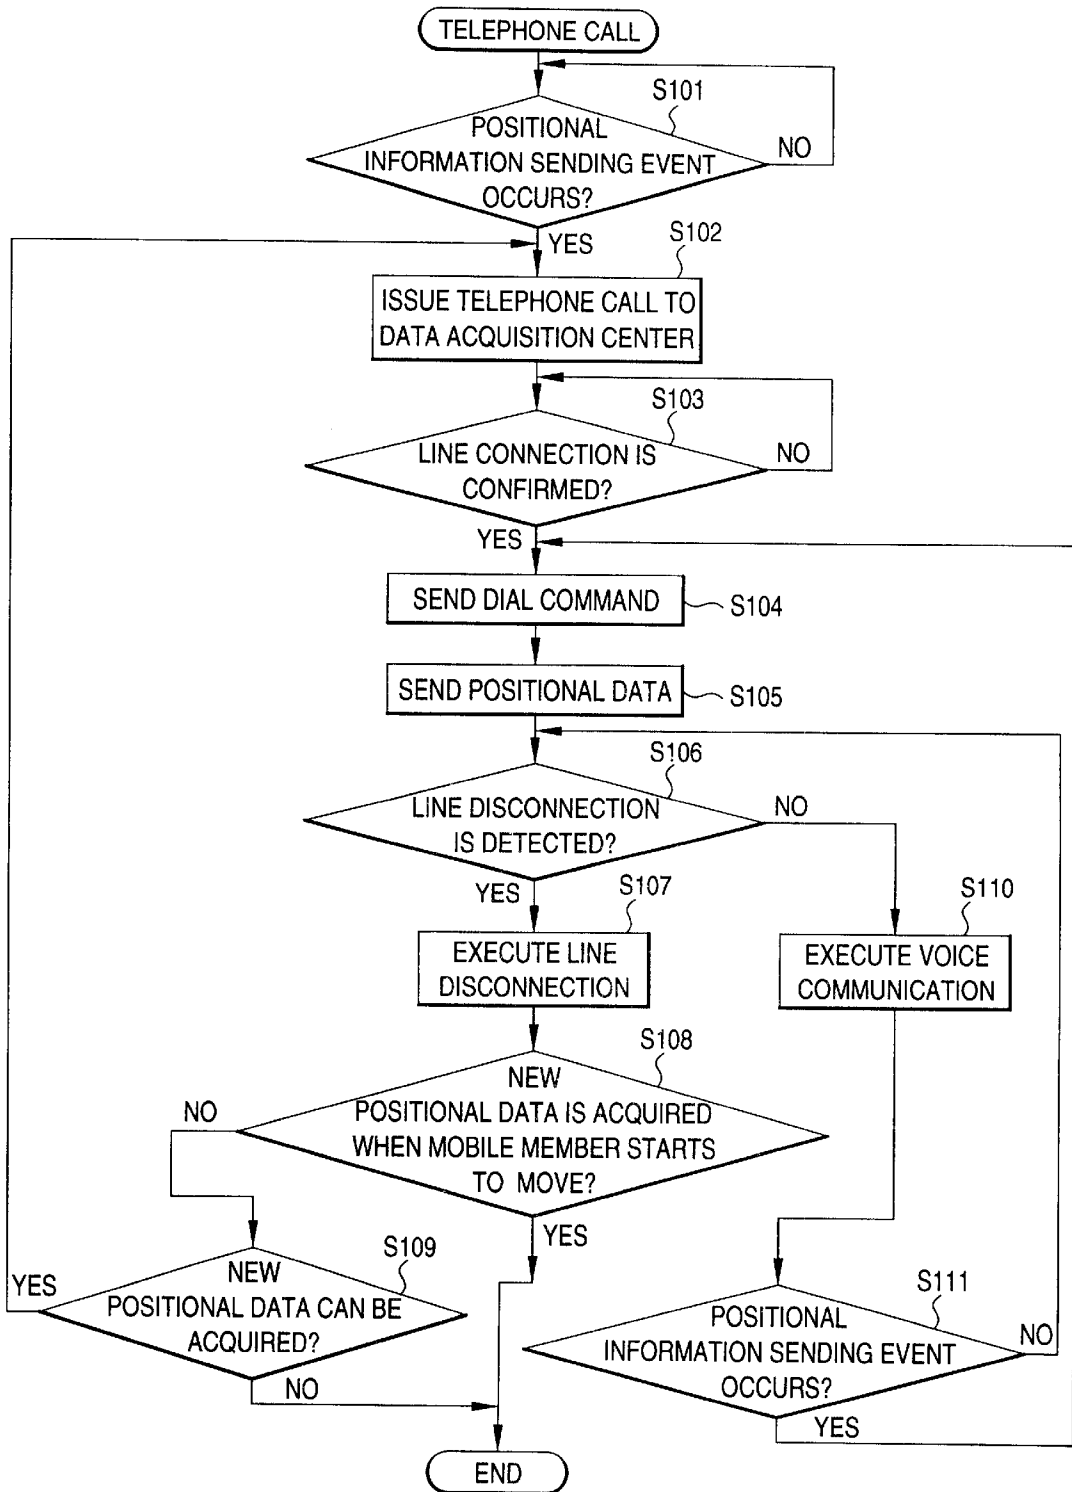 TELEPHONE CALL
S101
POSITIONAL
INFORMATION SENDING EVENT
OCCURS?
NO
YES
S102
ISSUE TELEPHONE CALL TO
DATA ACQUISITION CENTER
S103
LINE CONNECTION IS
CONFIRMED?
NO
YES
SEND DIAL COMMAND
S104
SEND POSITIONAL DATA
S105
S106
LINE DISCONNECTION
IS DETECTED?
NO
YES
S107
EXECUTE LINE
DISCONNECTION
S110
EXECUTE VOICE
COMMUNICATION
S108
NEW
POSITIONAL DATA IS ACQUIRED
WHEN MOBILE MEMBER STARTS
TO MOVE?
NO
YES
S109
NEW
POSITIONAL DATA CAN BE
ACQUIRED?
YES
NO
S111
POSITIONAL
INFORMATION SENDING EVENT
OCCURS?
NO
YES
END